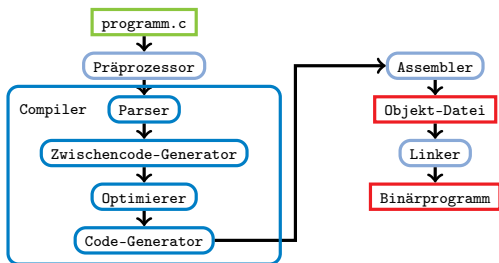 programm.c
Präprozessor
Compiler
Parser
Zwischencode-Generator
Optimierer
Code-Generator
Assembler
Objekt-Datei
Linker
Binärprogramm